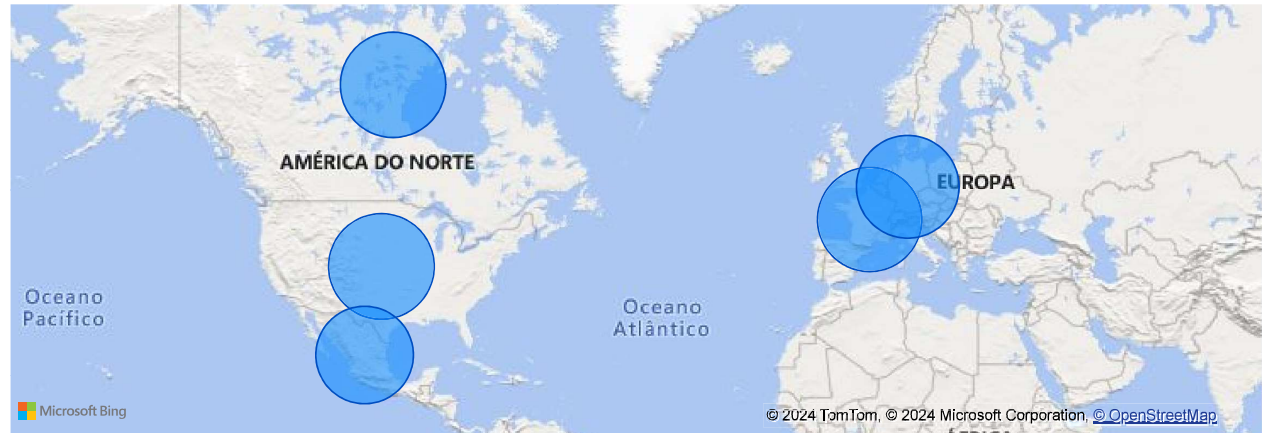 AMÉRICA DO NORTE
EUROPA
Oceano
Pacífico
Oceano
Atlântico
Microsoft Bing
© 2024 TomTom, © 2024 Microsoft Corporation, © OpenStreetMap